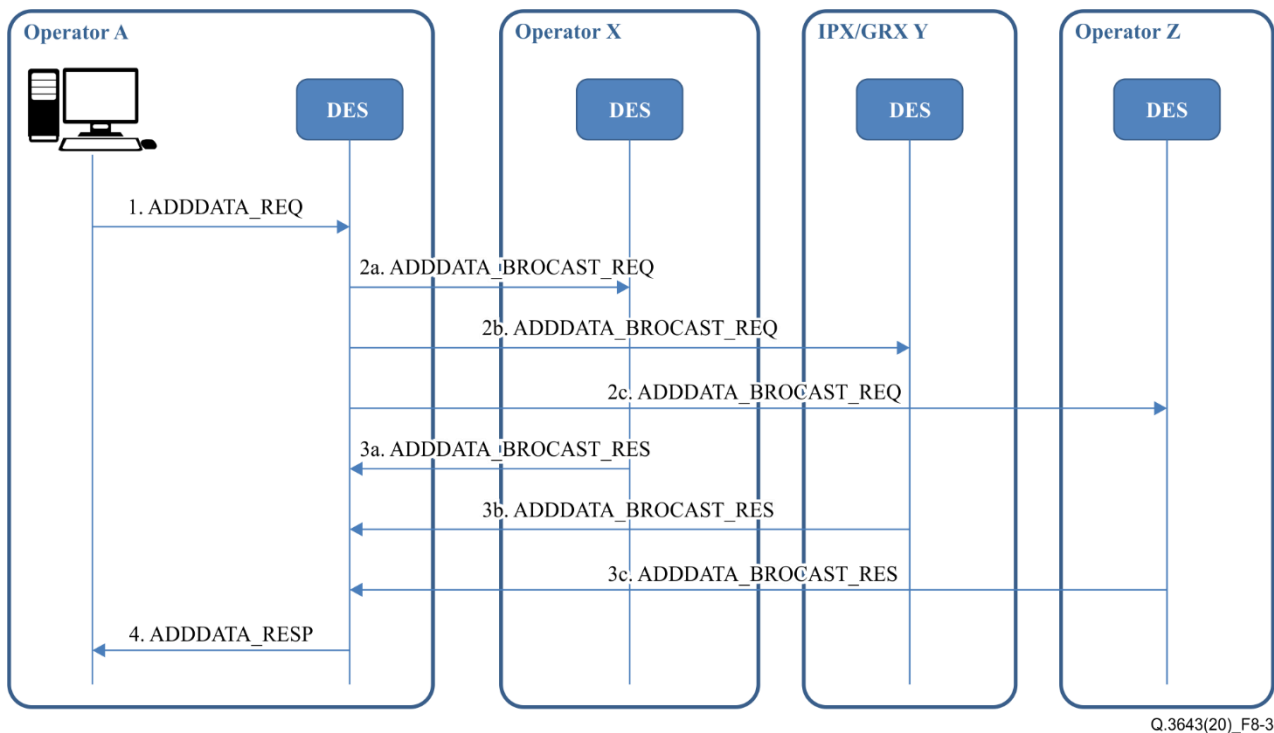 Operator A
Operator X
IPX/GRX Y
Operator Z
DES
DES
DES
DES
1. ADDDATA_REQ
2a. ADDDATA_BROCAST_REQ
2b. ADDDATA_BROCAST_REQ
2c. ADDDATA_BROCAST_REQ
3a. ADDDATA_BROCAST_RES
3b. ADDDATA_BROCAST_RES
3c. ADDDATA_BROCAST_RES
4. ADDDATA_RESP
Q.3643(20)_F8-3